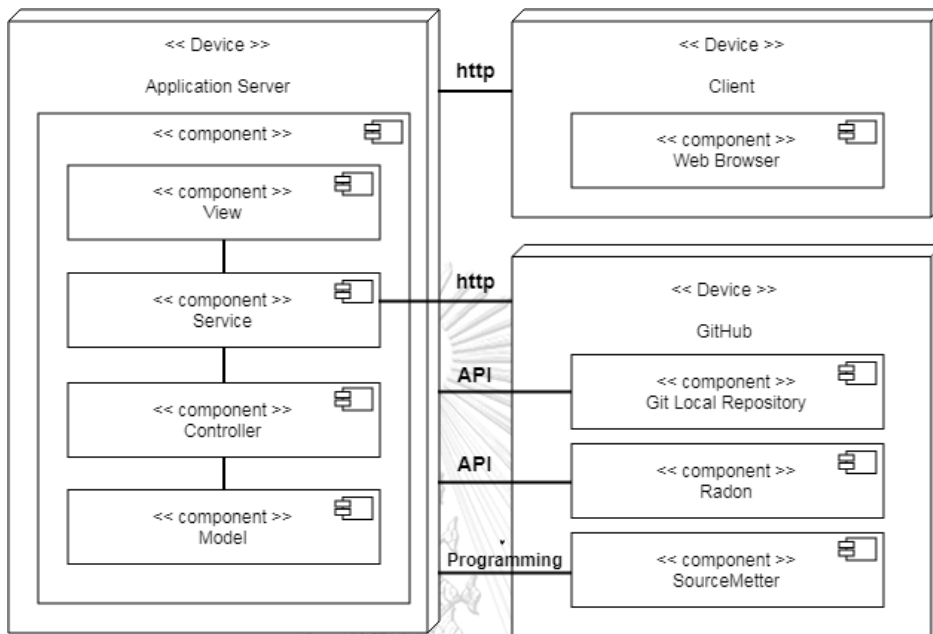 << Device >>
Application Server
<< component >>
<< component >>
View
<< component >>
Service
<< component >>
Controller
<< component >>
Model
http
http
API
API
Programming
<< Device >>
Client
<< component >>
Web Browser
<< Device >>
GitHub
<< component >>
Git Local Repository
<< component >>
Radon
<< component >>
SourceMetter